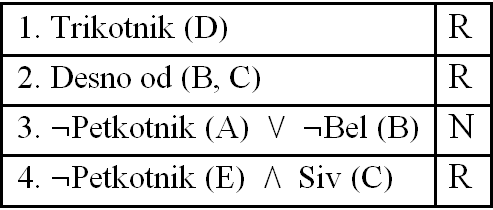 1. Trikotnik (D) R
2. Desno od (B, C) R
3. ¬Petkotnik (A) \/ ¬Bel (B) N
4. ¬Petkotnik (E) /\ Siv (C) R